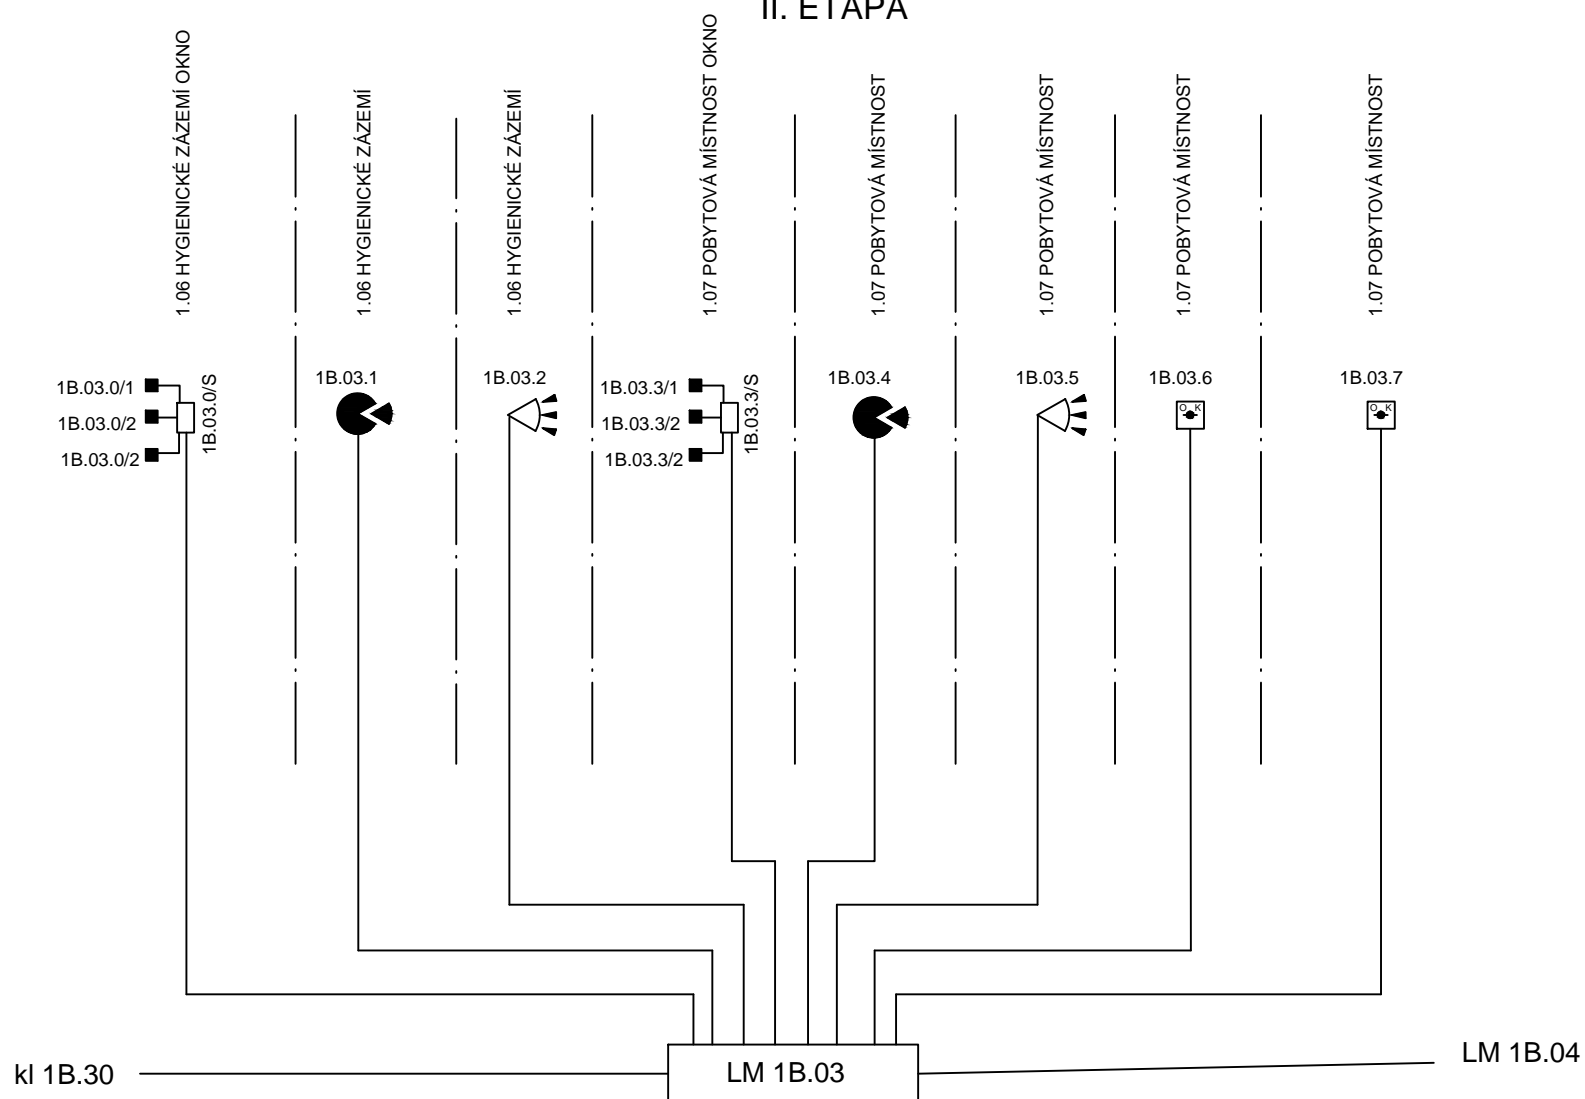 II. ETAPA
1.06 HYGIENICKÉ ZÁZEMÍ OKNO
1.06 HYGIENICKÉ ZÁZEMÍ
1.06 HYGIENICKÉ ZÁZEMÍ
1.07 POBYTOVÁ MÍSTNOST OKNO
1.07 POBYTOVÁ MÍSTNOST
1.07 POBYTOVÁ MÍSTNOST
1.07 POBYTOVÁ MÍSTNOST
1.07 POBYTOVÁ MÍSTNOST
1B.03.0/1
1B.03.0/2
1B.03.0/2
1B.03.0/S
1B.03.1
1B.03.2
1B.03.3/1
1B.03.3/2
1B.03.3/2
1B.03.3/S
1B.03.4
1B.03.5
1B.03.6
O K
1B.03.7
O K
kl 1B.30
LM 1B.03
LM 1B.04